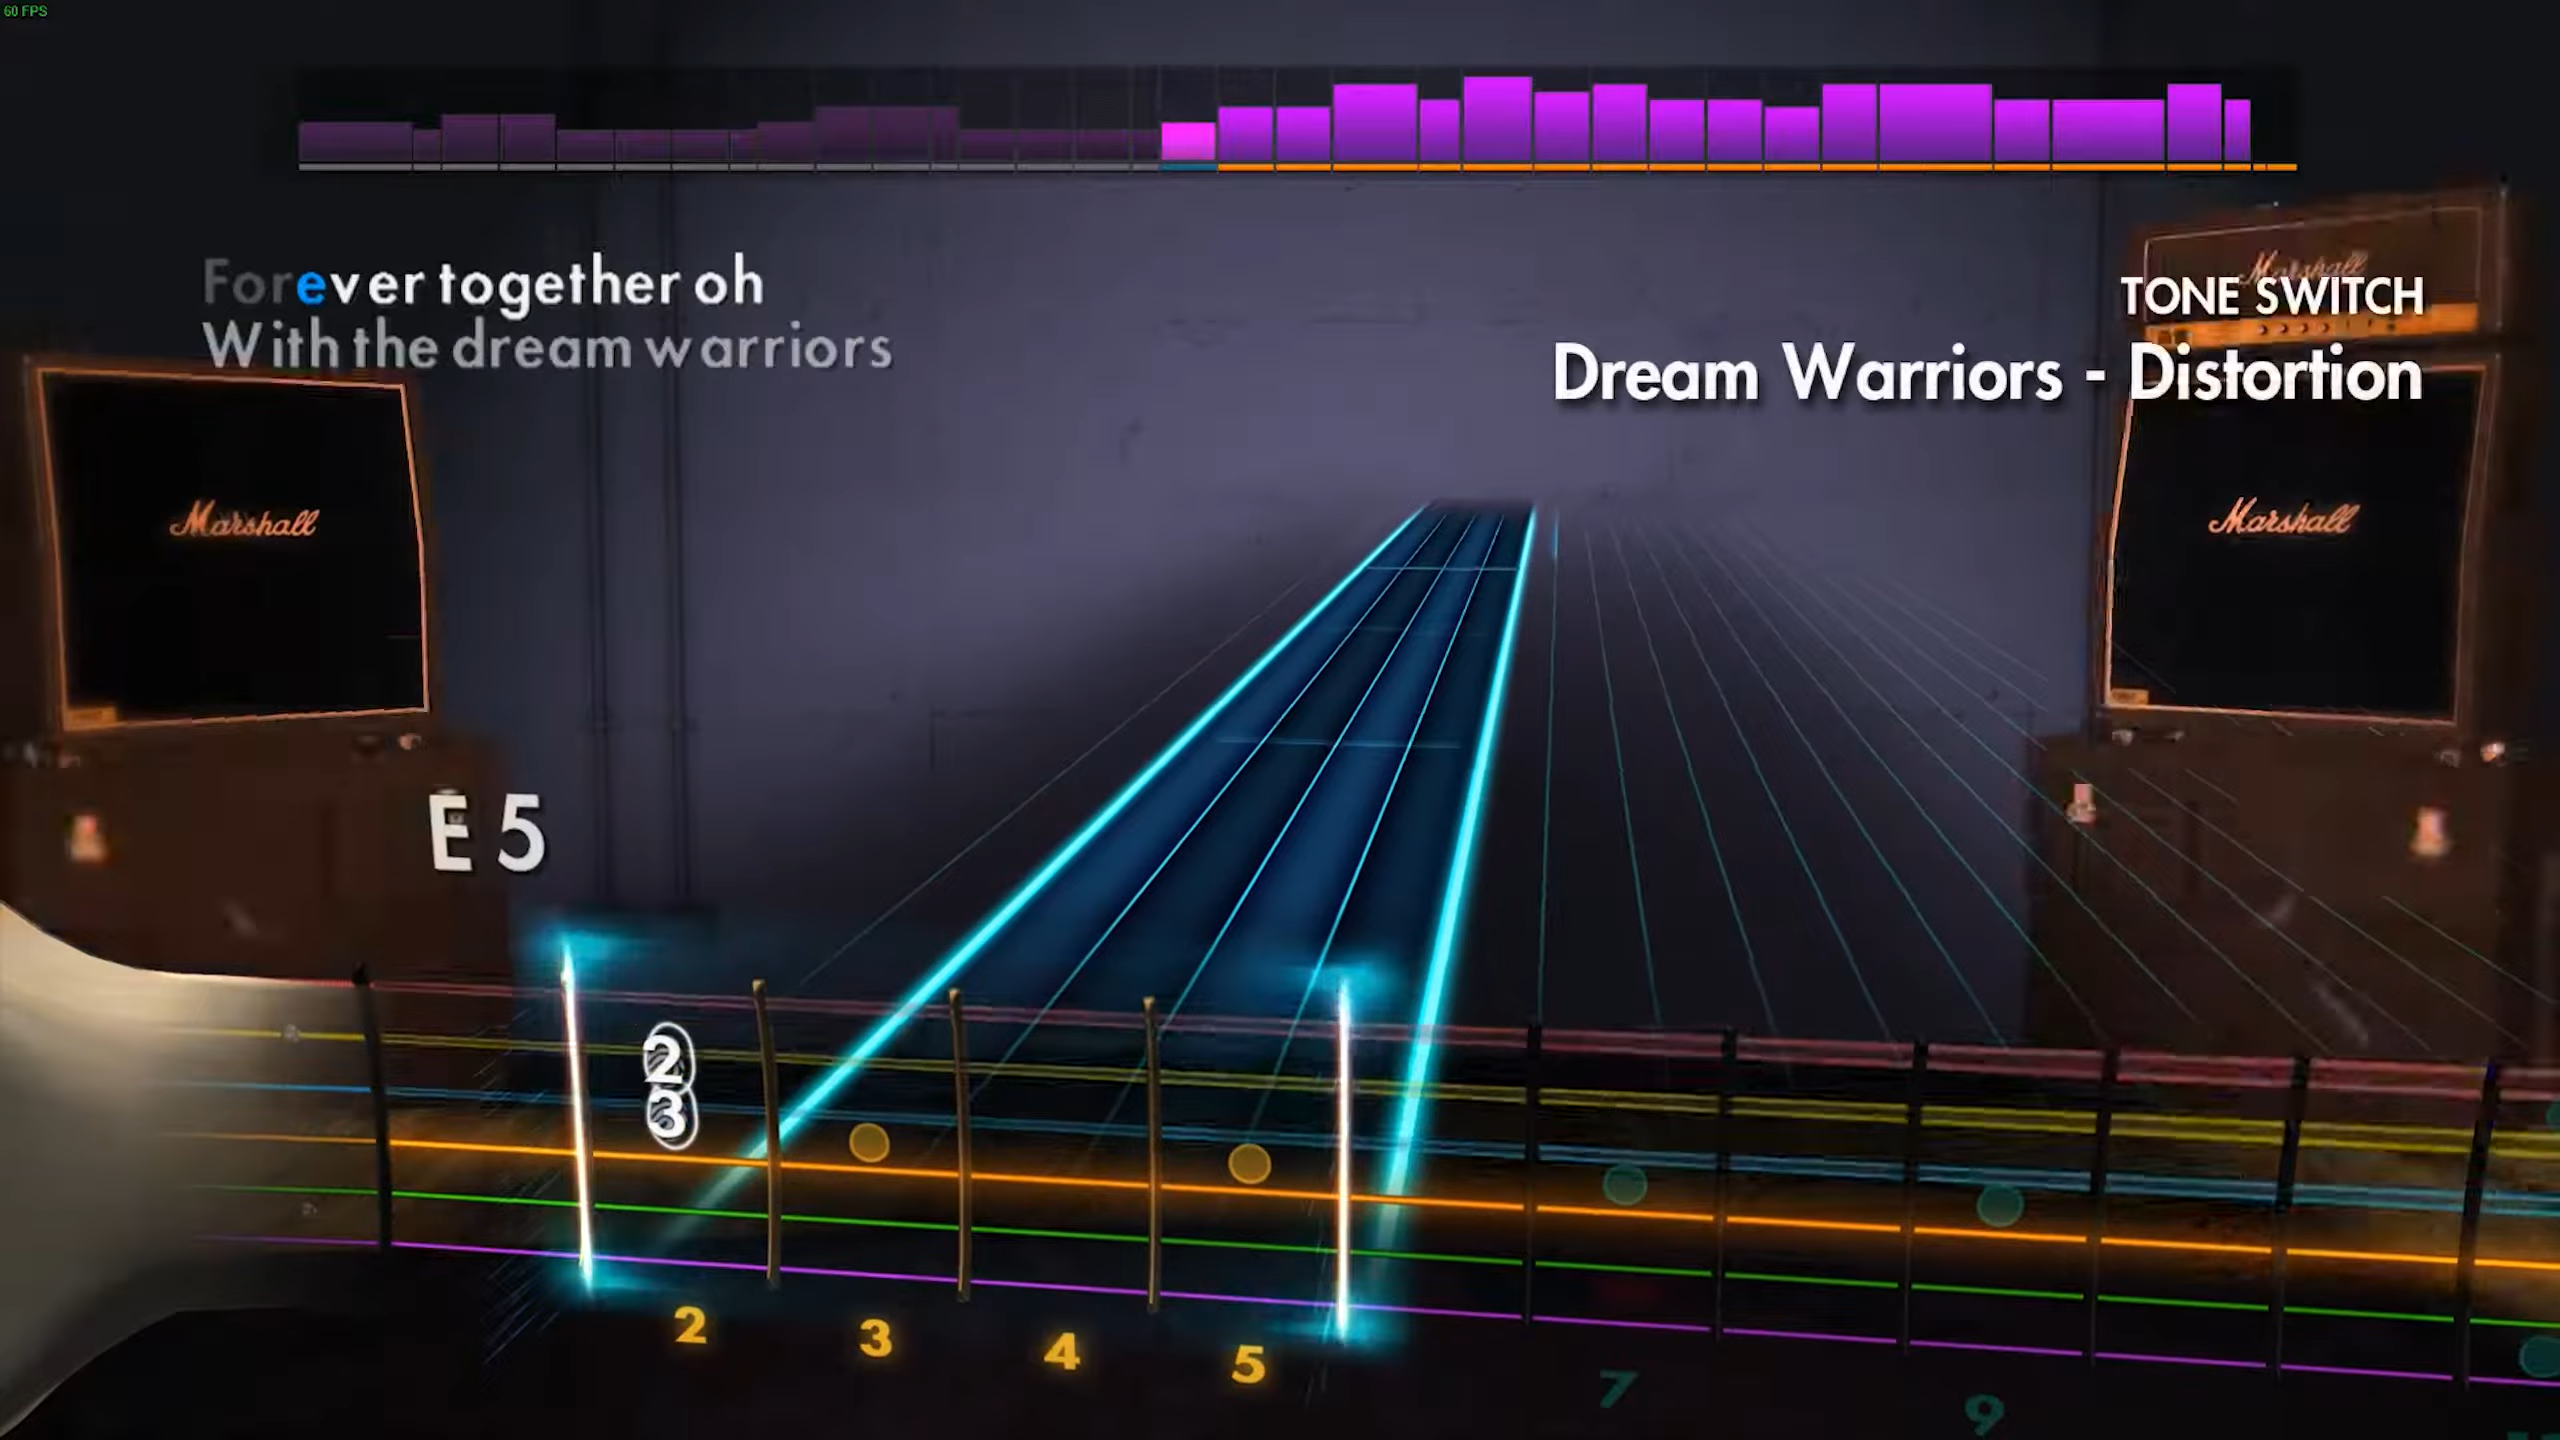 60 FPS
Forever together oh
With the dream warriors
Marshall
TONE SWITCH
Dream Warriors - Distortion
Marshall
Marshall
E 5
2
3
2
3
4
5
7
9